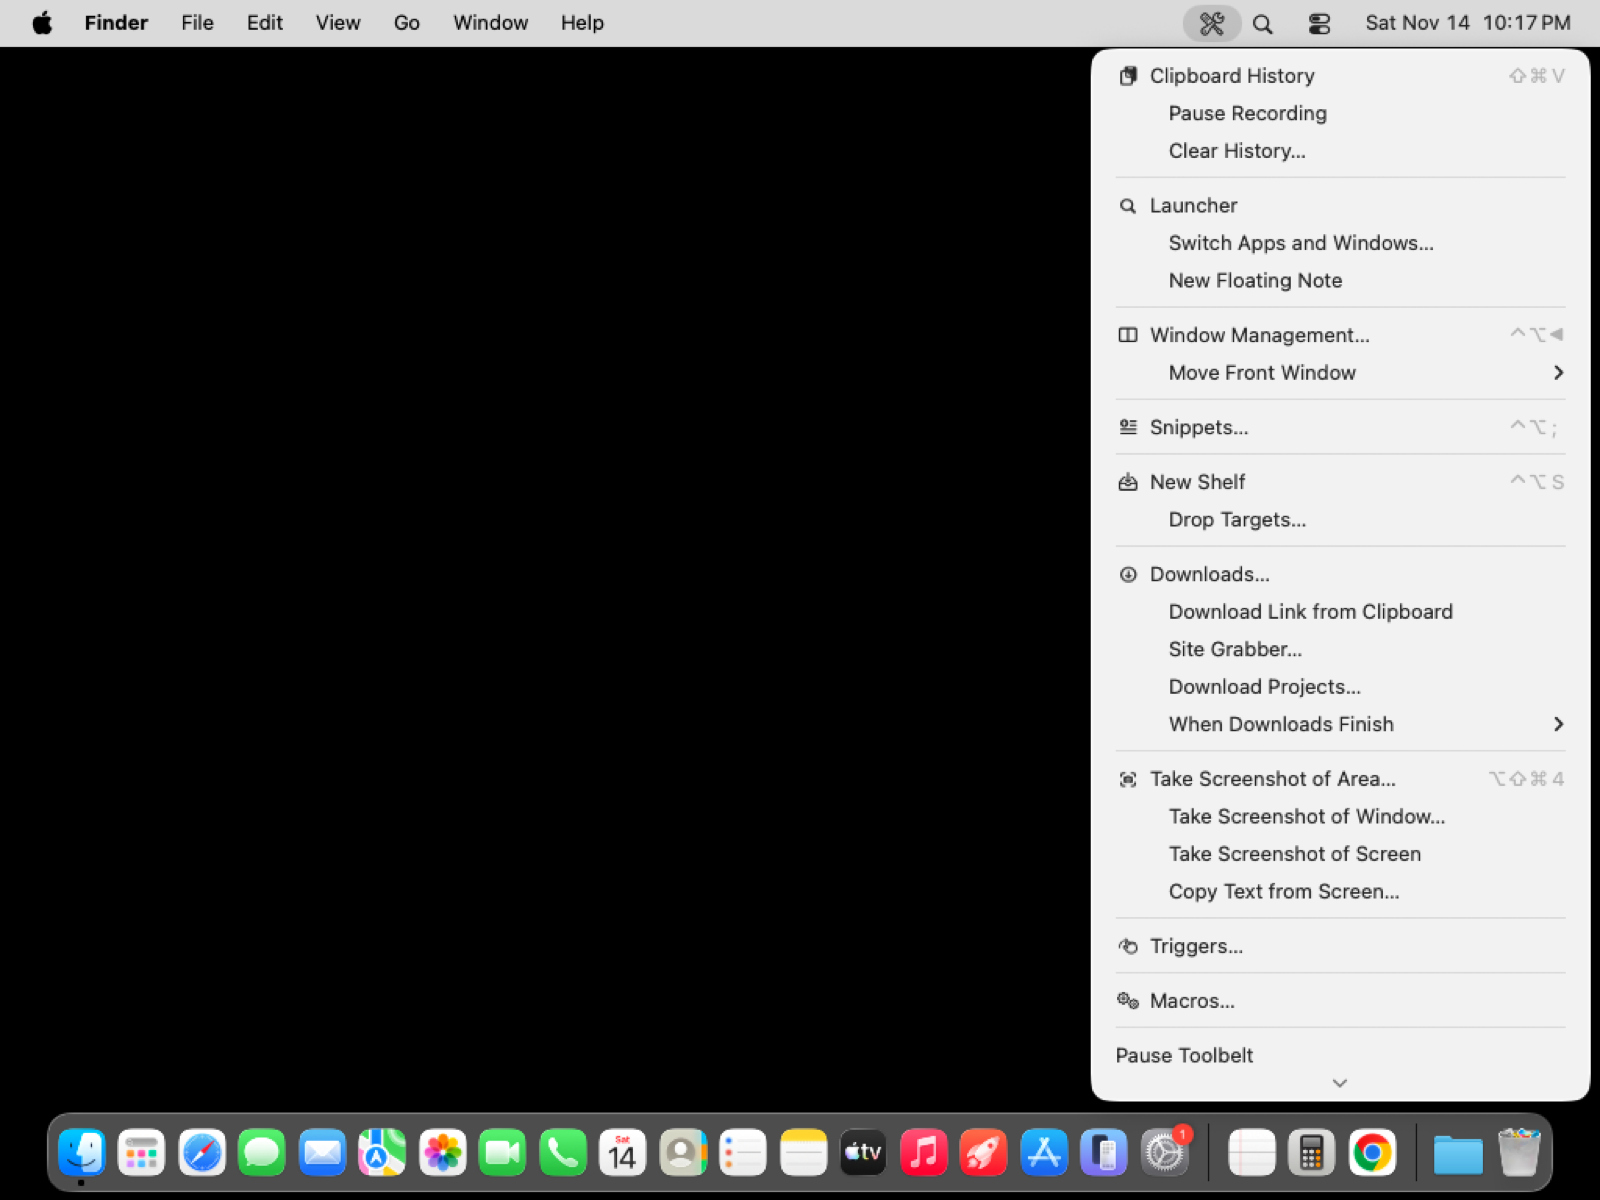 Finder File Edit View Go Window Help Sat Nov 14 10:17 PM
Clipboard History ⇧⌘V
Pause Recording
Clear History...
Launcher
Switch Apps and Windows...
New Floating Note
Window Management... ^⌥◀
Move Front Window
Snippets... ^⌥;
New Shelf ^⌥S
Drop Targets...
Downloads...
Download Link from Clipboard
Site Grabber...
Download Projects...
When Downloads Finish
Take Screenshot of Area... ⌥⇧⌘4
Take Screenshot of Window...
Take Screenshot of Screen
Copy Text from Screen...
Triggers...
Macros...
Pause Toolbelt
Sat
14
tv
1